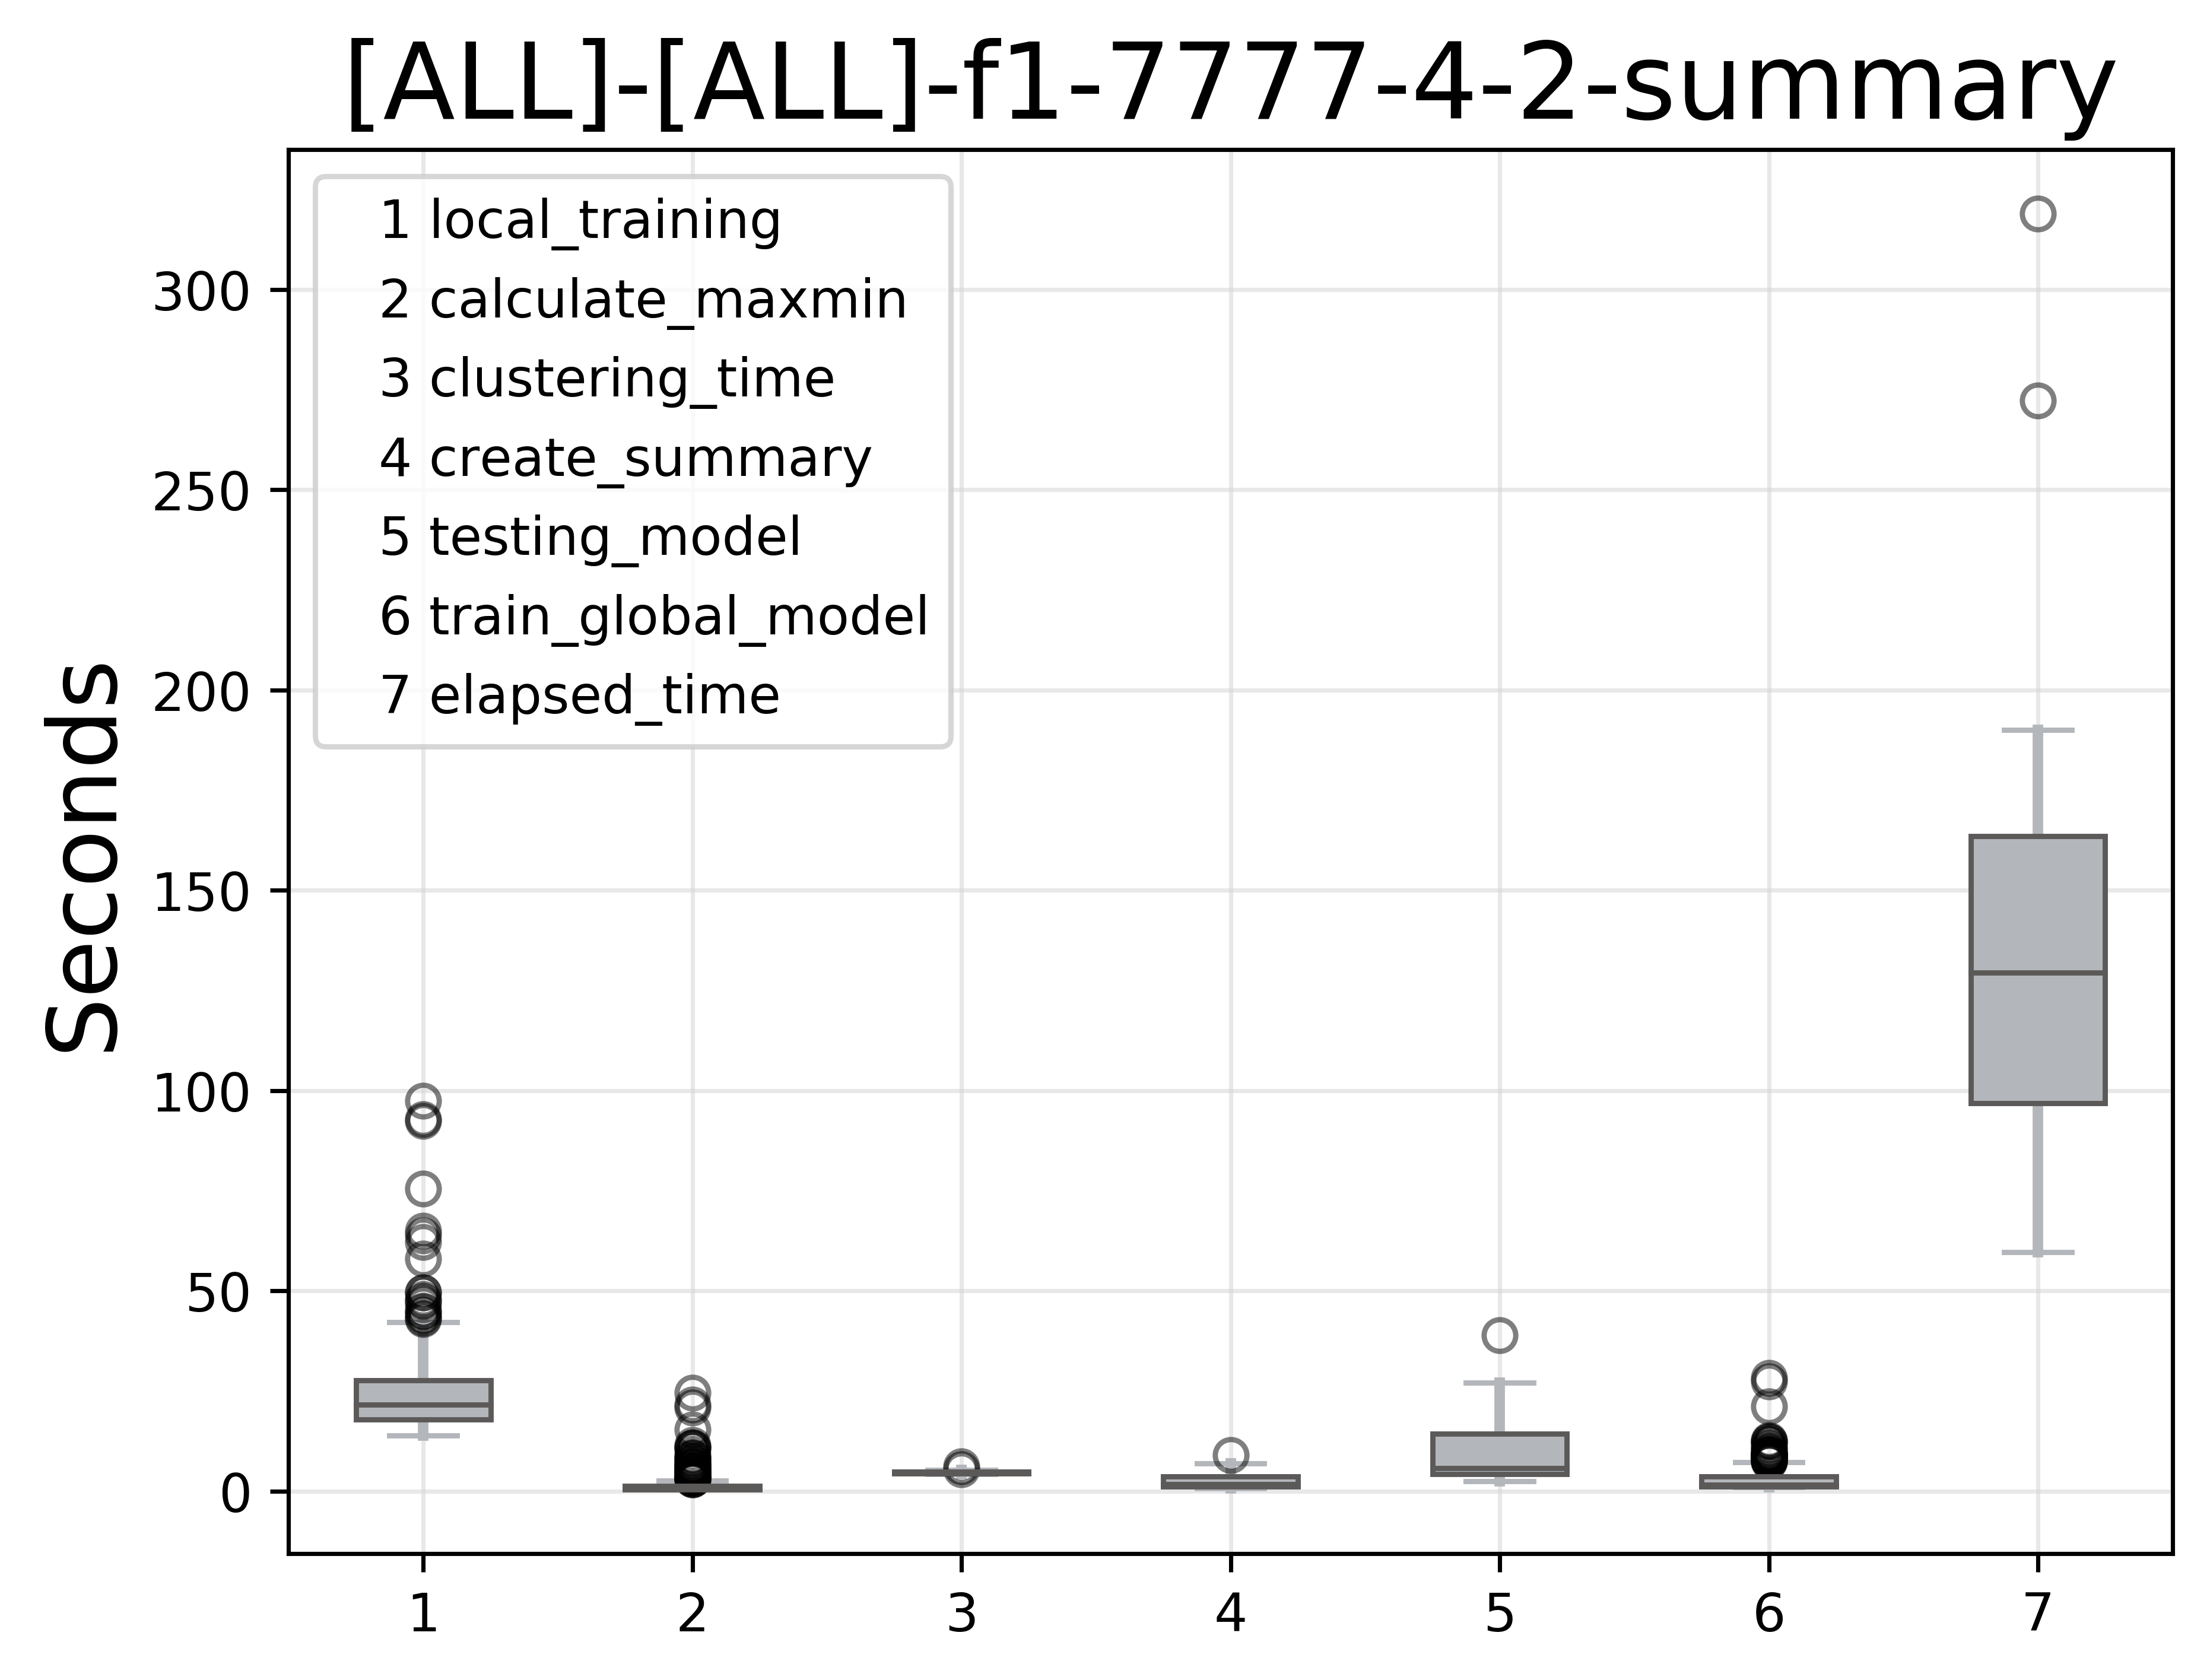 [ALL]-[ALL]-f1-7777-4-2-summary
Seconds
300
250
200
150
100
50
0
1 local_training
2 calculate_maxmin
3 clustering_time
4 create_summary
5 testing_model
6 train_global_model
7 elapsed_time
1 2 3 4 5 6 7